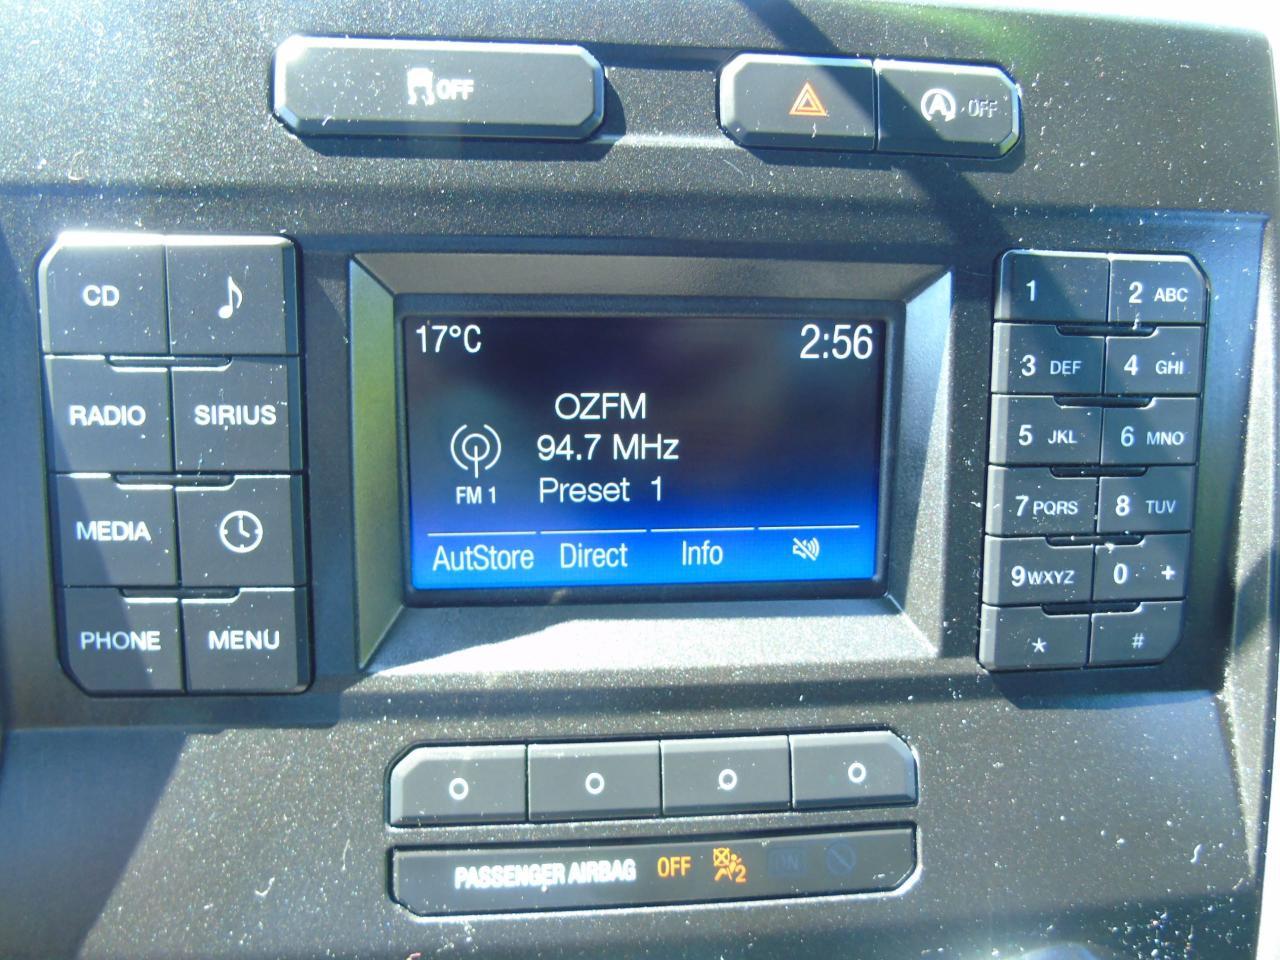 OFF
A OFF
CD
RADIO SIRIUS
MEDIA
PHONE MENU
17°C 2:56
OZFM
94.7 MHz
FM 1 Preset 1
AutStore Direct Info
1 2 ABC
3 DEF 4 GHI
5 JKL 6 MNO
7 PQRS 8 TUV
9 WXYZ 0 +
* #
PASSENGER AIRBAG OFF 2 ON